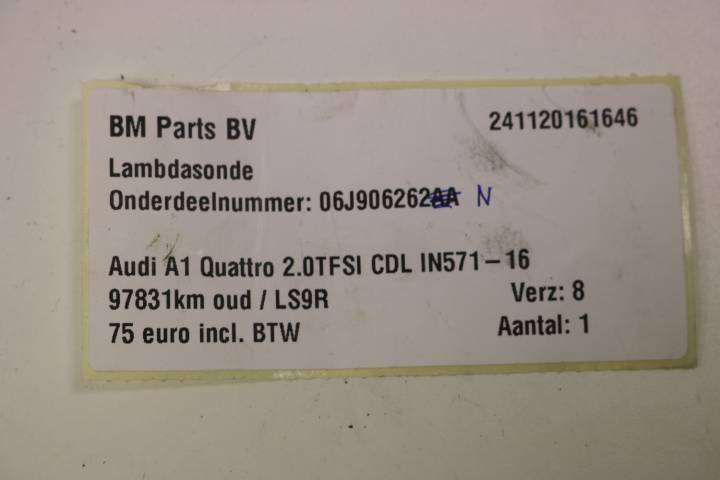 BM Parts BV 241120161646
Lambdasonde
Onderdeelnummer: 06J906262AA N
Audi A1 Quattro 2.0TFSI CDL IN571-16
97831km oud / LS9R Verz: 8
75 euro incl. BTW Aantal: 1